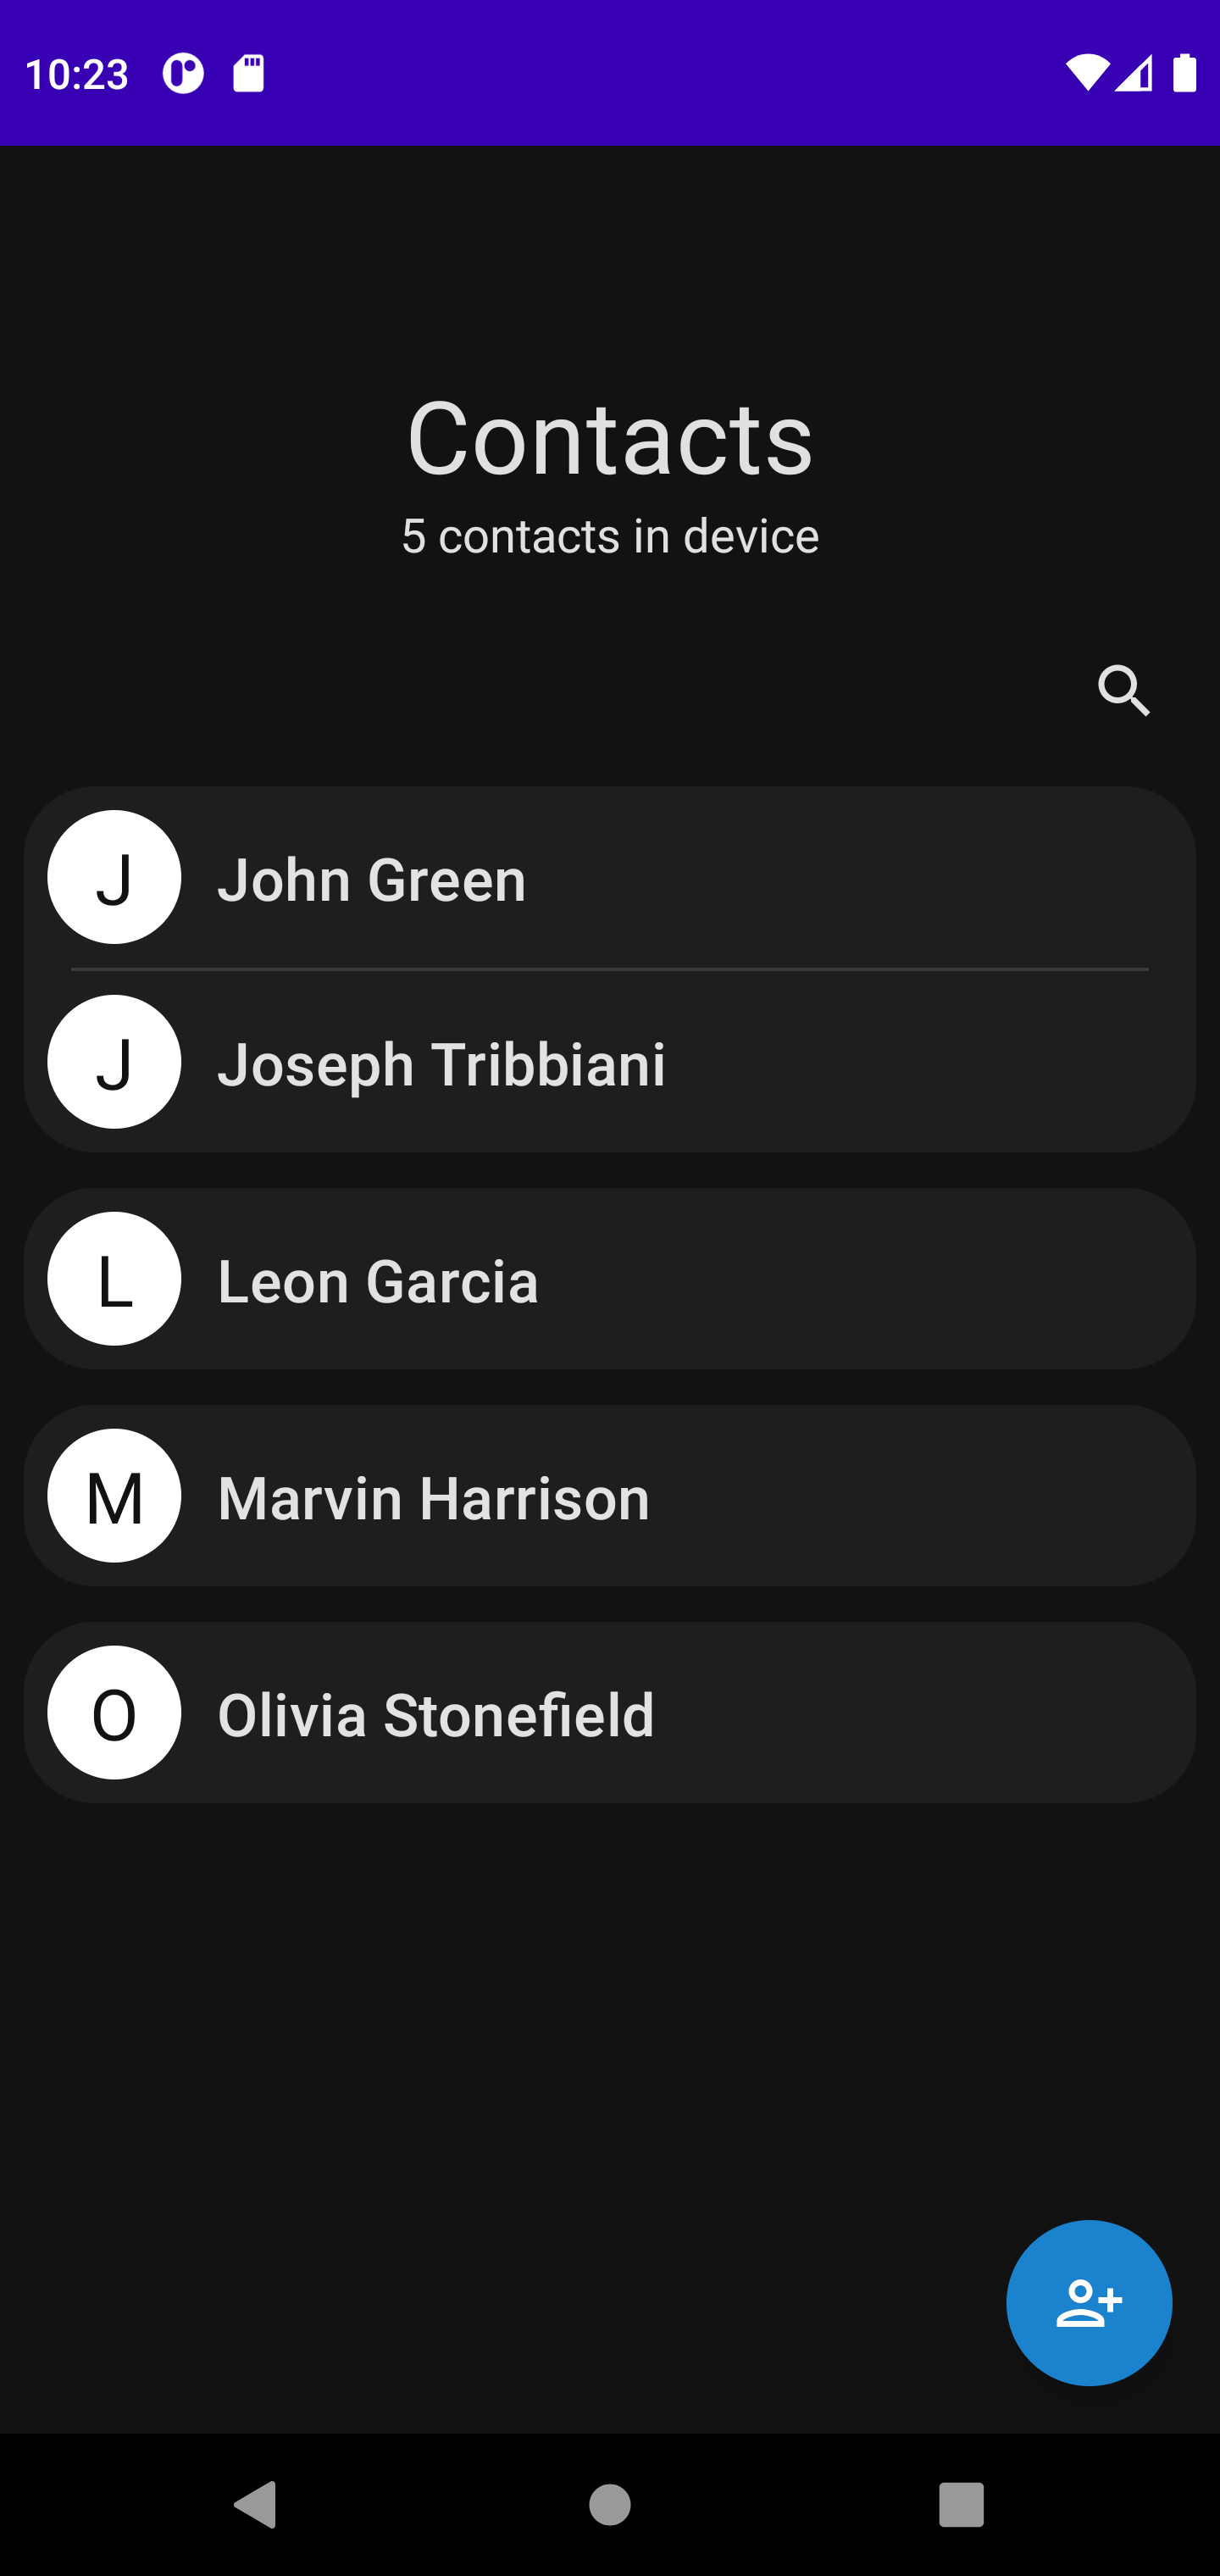 10:23
Contacts
5 contacts in device
J John Green
J Joseph Tribbiani
L Leon Garcia
M Marvin Harrison
O Olivia Stonefield